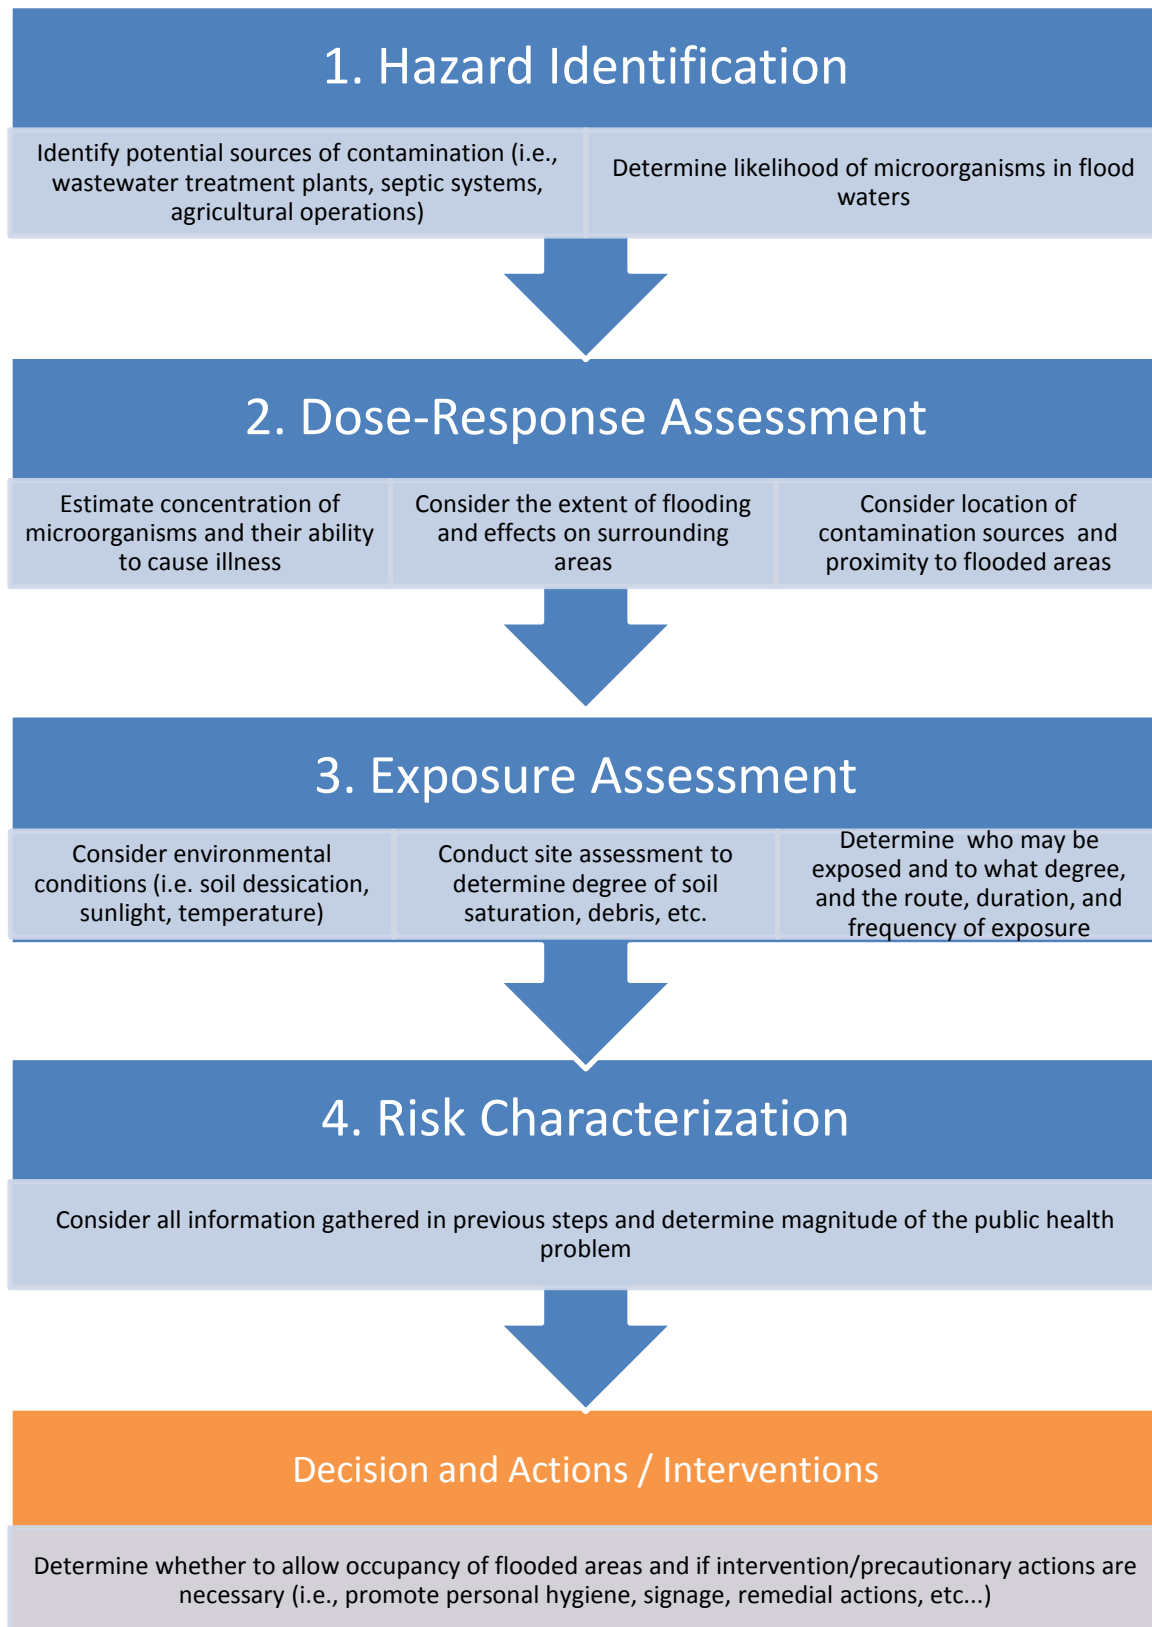 1. Hazard Identification
Identify potential sources of contamination (i.e.,
wastewater treatment plants, septic systems,
agricultural operations)
Determine likelihood of microorganisms in flood
waters
2. Dose-Response Assessment
Estimate concentration of
microorganisms and their ability
to cause illness
Consider the extent of flooding
and effects on surrounding
areas
Consider location of
contamination sources  and
proximity to flooded areas
3. Exposure Assessment
Consider environmental
conditions (i.e. soil dessication,
sunlight, temperature)
Conduct site assessment to
determine degree of soil
saturation, debris, etc.
Determine  who may be
exposed and to what degree,
and the route, duration, and
frequency of exposure
4. Risk Characterization
Consider all information gathered in previous steps and determine magnitude of the public health
problem
Decision and Actions / Interventions
Determine whether to allow occupancy of flooded areas and if intervention/precautionary actions are
necessary (i.e., promote personal hygiene, signage, remedial actions, etc...)